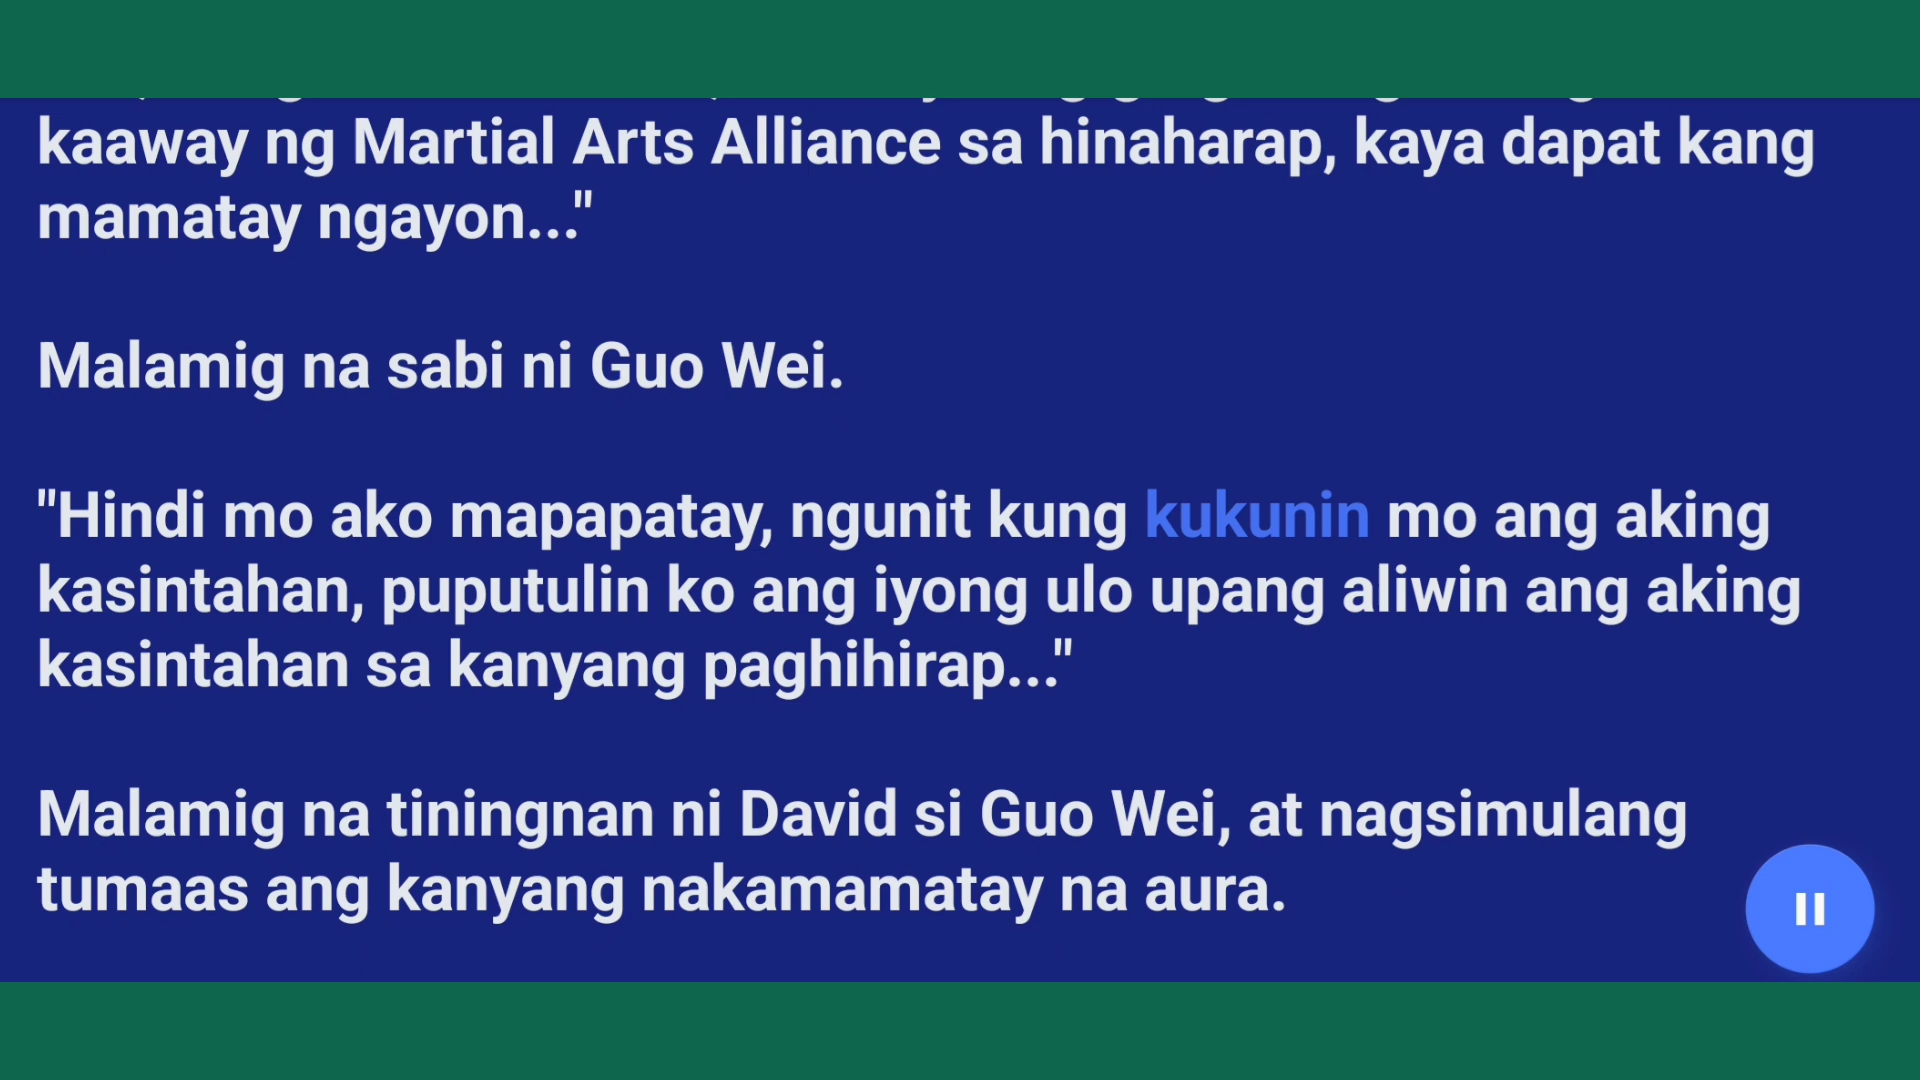 kaaway ng Martial Arts Alliance sa hinaharap, kaya dapat kang
mamatay ngayon..."
Malamig na sabi ni Guo Wei.
"Hindi mo ako mapapatay, ngunit kung kukunin mo ang aking
kasintahan, puputulin ko ang iyong ulo upang aliwin ang aking
kasintahan sa kanyang paghihirap..."
Malamig na tiningnan ni David si Guo Wei, at nagsimulang
tumaas ang kanyang nakamamatay na aura.